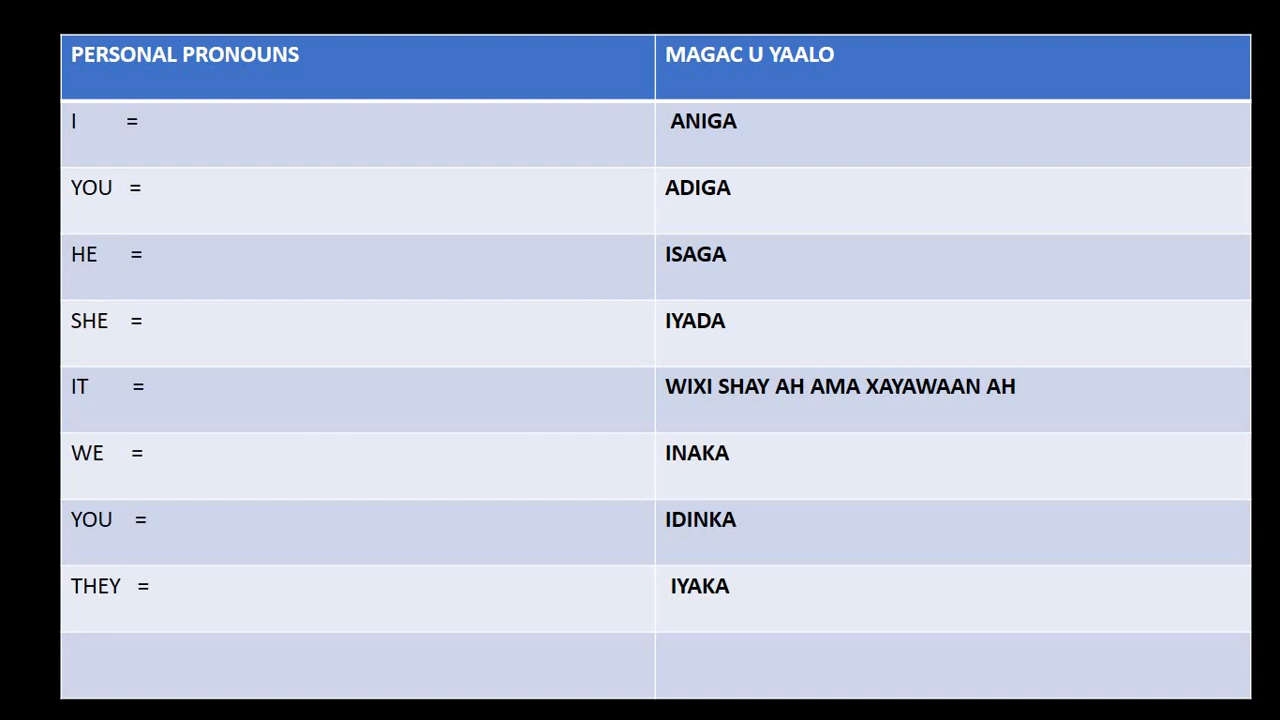 PERSONAL PRONOUNS MAGAC U YAALO
I = ANIGA
YOU = ADIGA
HE = ISAGA
SHE = IYADA
IT = WIXI SHAY AH AMA XAYAWAAN AH
WE = INAKA
YOU = IDINKA
THEY = IYAKA